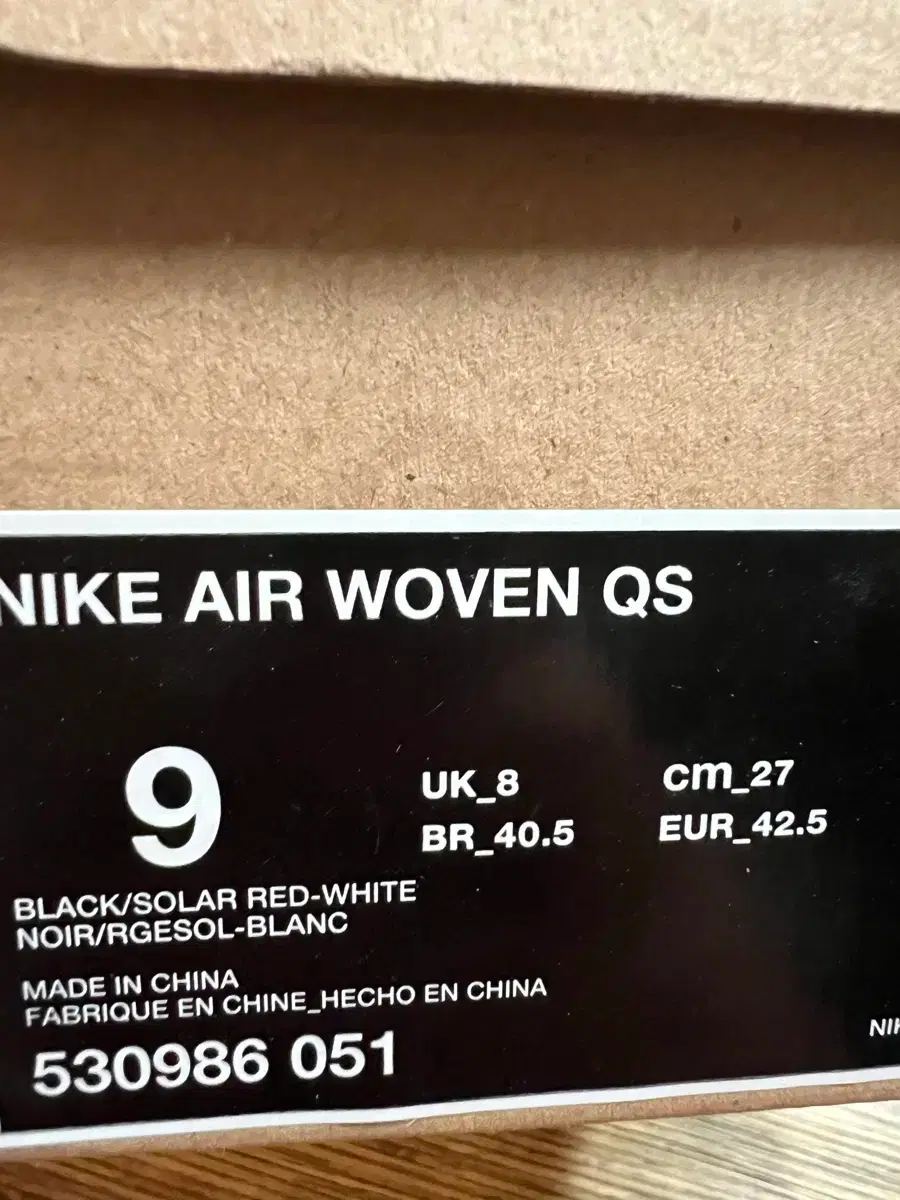 NIKE AIR WOVEN QS
9
UK_8
cm_27
BR_40.5
EUR_42.5
BLACK/SOLAR RED-WHITE
NOIR/RGESOL-BLANC
MADE IN CHINA
FABRIQUE EN CHINE_HECHO EN CHINA
530986 051